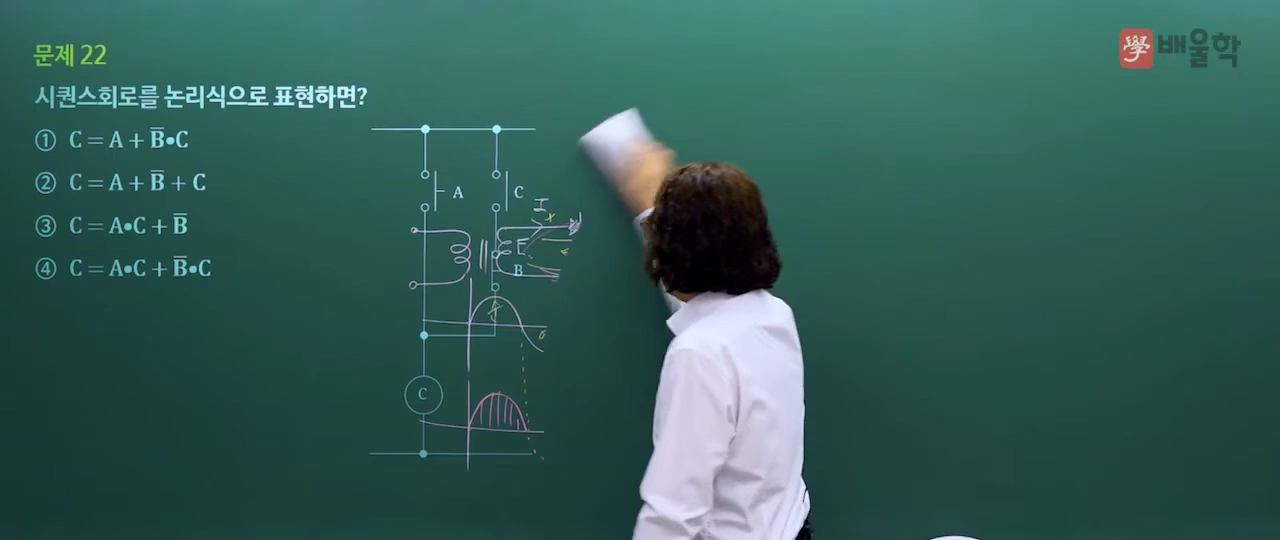 學 배울학
문제 22
시퀀스회로를 논리식으로 표현하면?
① C = A + B̅•C
② C = A + B̅ + C
③ C = A•C + B̅
④ C = A•C + B̅•C
A
C
I
E
B
C